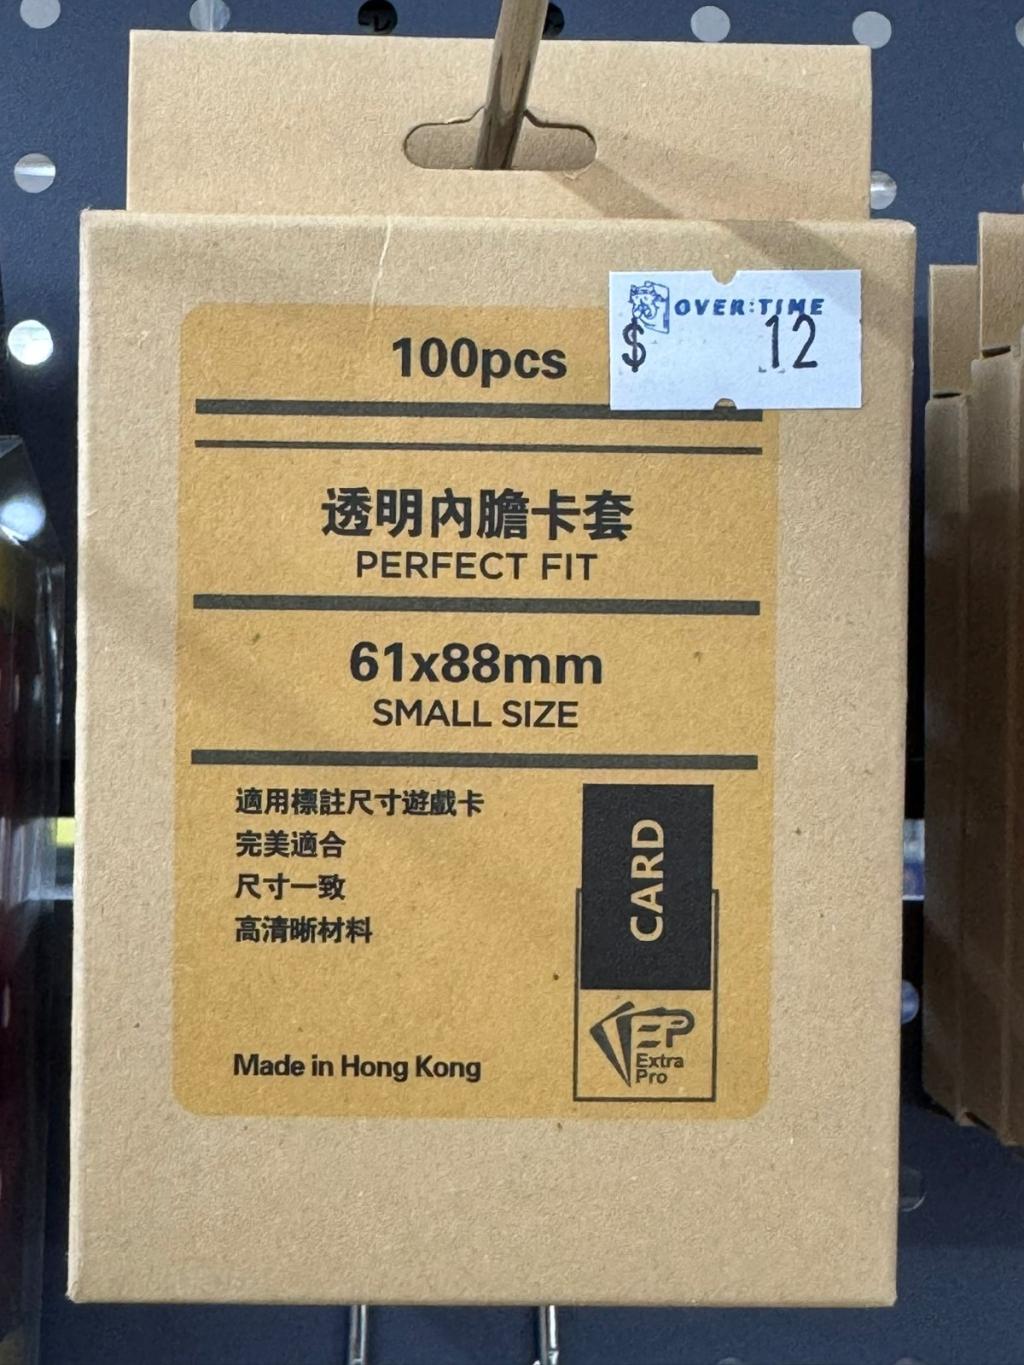 OVER:TIME
$ 12
100pcs
透明內膽卡套
PERFECT FIT
61x88mm
SMALL SIZE
適用標註尺寸遊戲卡
完美適合
尺寸一致
高清晰材料
CARD
EP
Extra
Pro
Made in Hong Kong